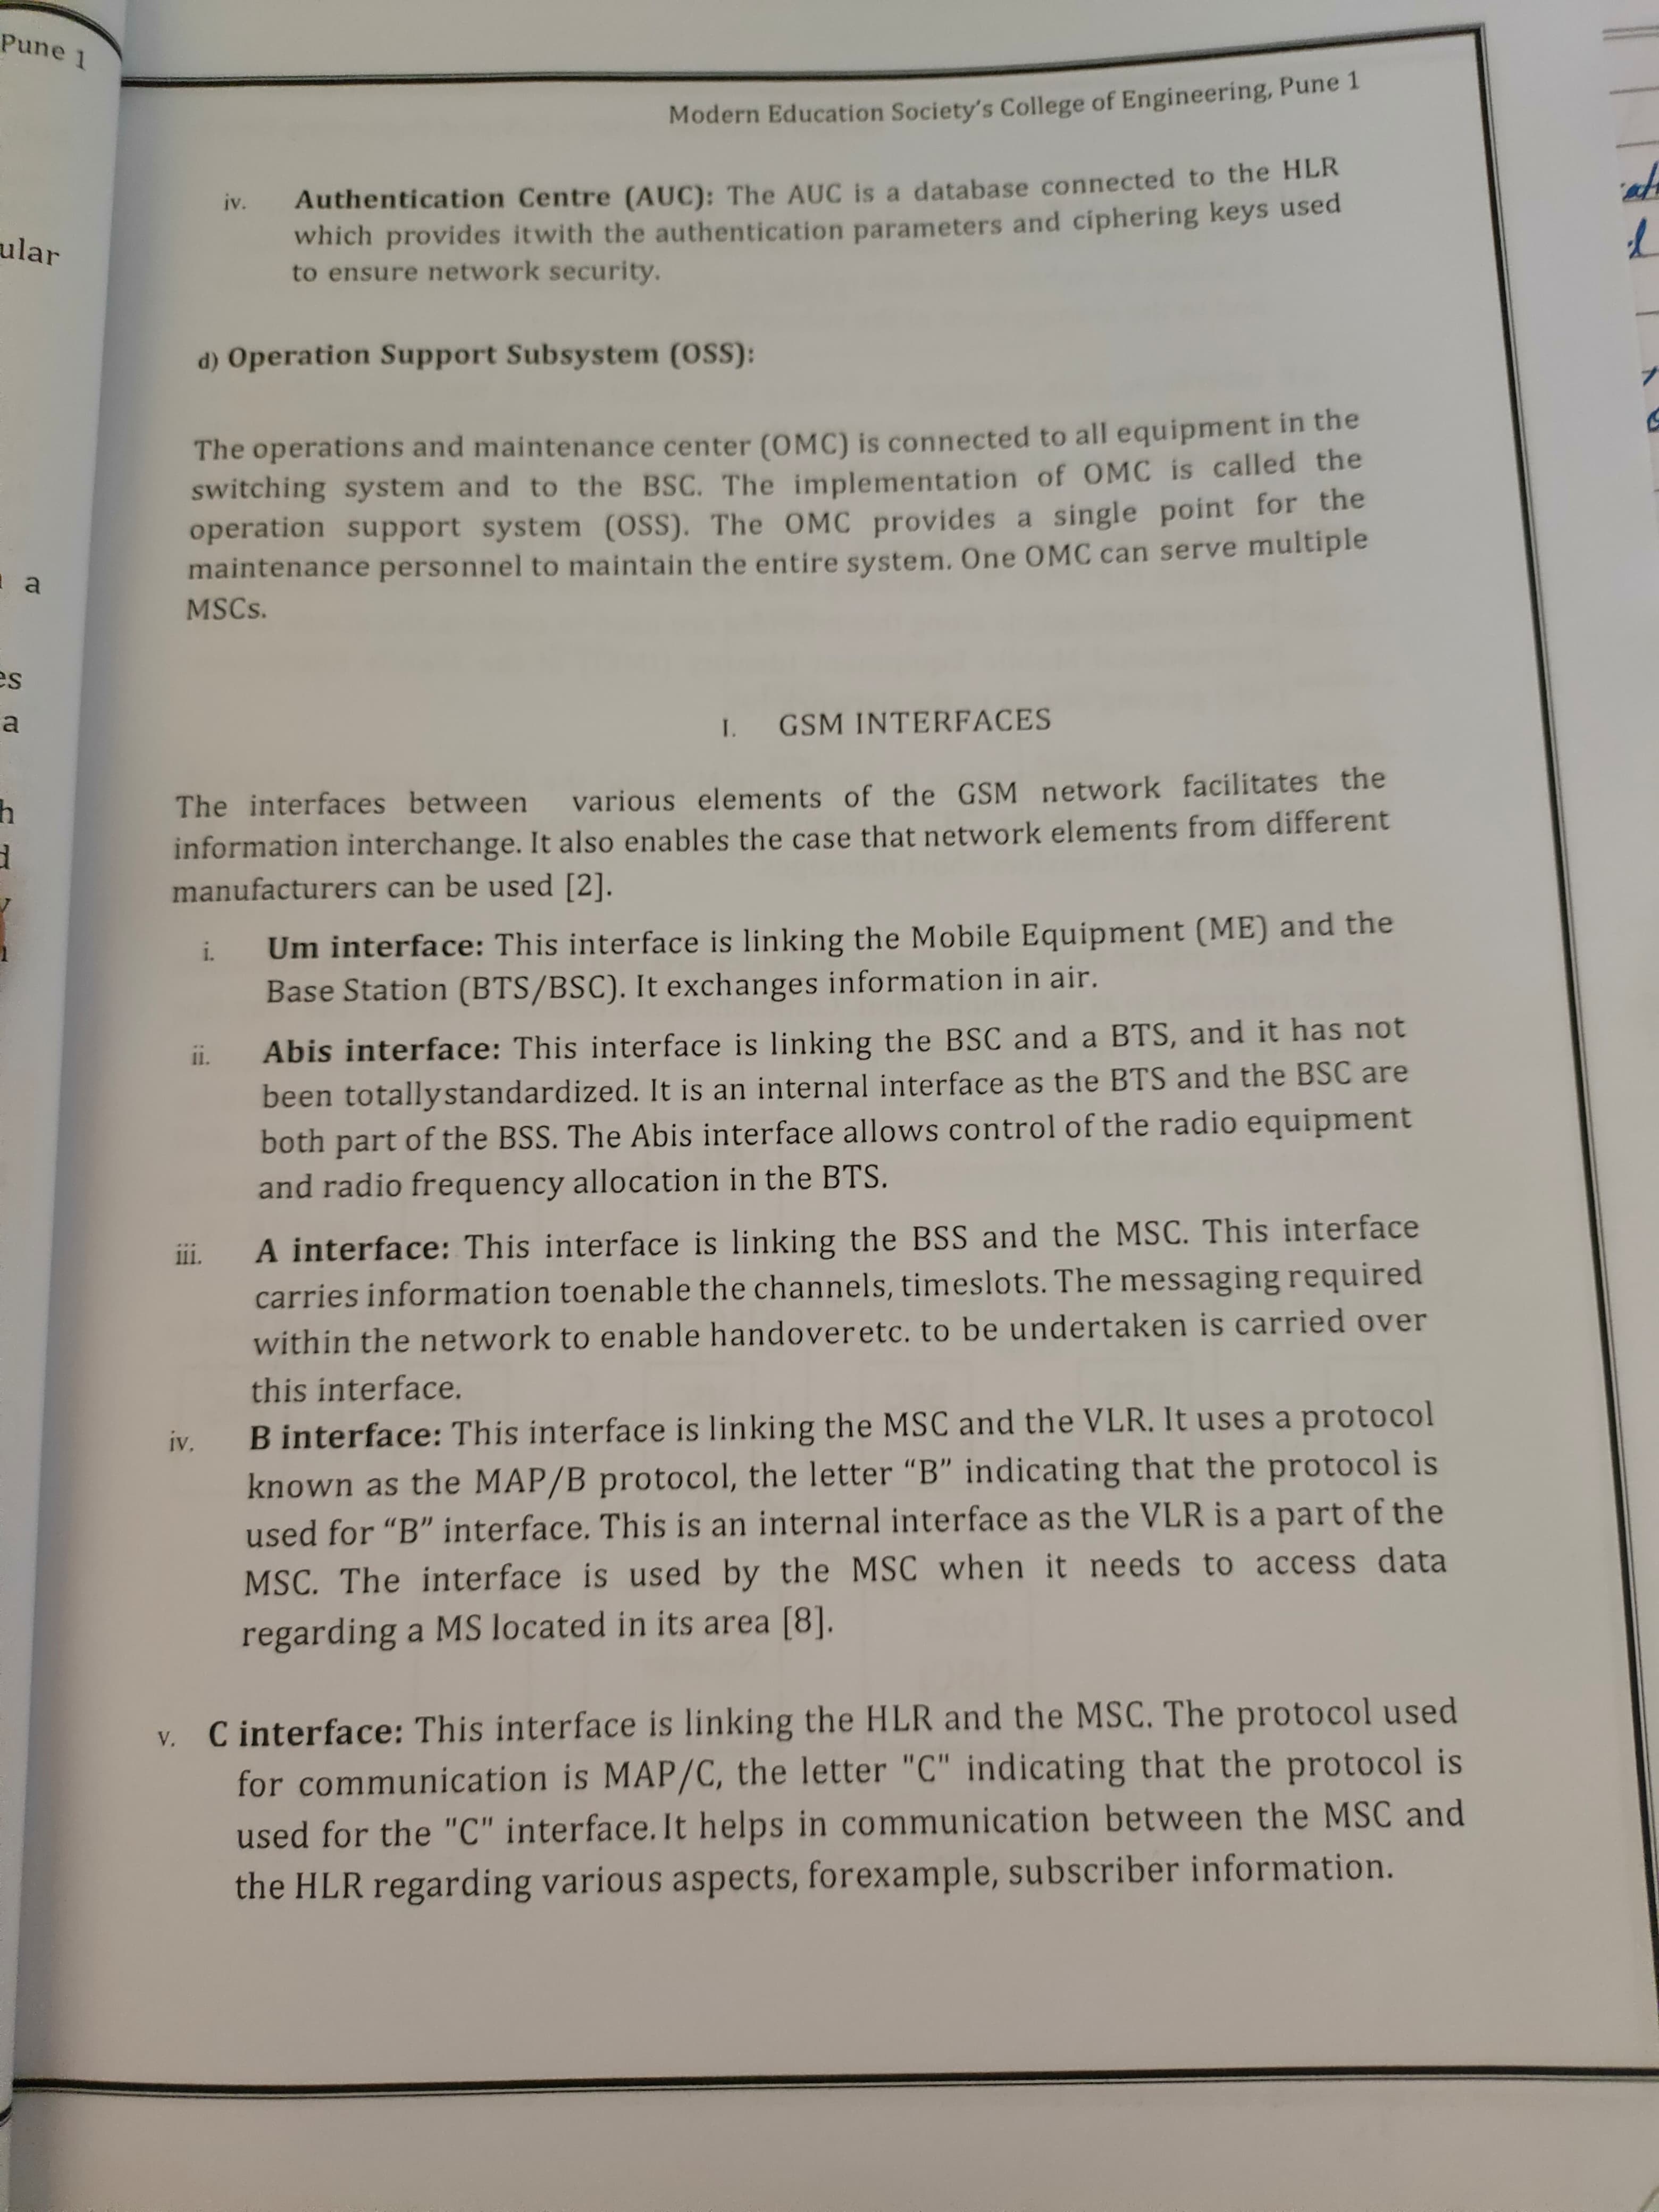 Pune 1
ular
a
es
a
h
d
y
Modern Education Society's College of Engineering, Pune 1
iv. Authentication Centre (AUC): The AUC is a database connected to the HLR
which provides itwith the authentication parameters and ciphering keys used
to ensure network security.
d) Operation Support Subsystem (OSS):
The operations and maintenance center (OMC) is connected to all equipment in the
switching system and to the BSC. The implementation of OMC is called the
operation support system (OSS). The OMC provides a single point for the
maintenance personnel to maintain the entire system. One OMC can serve multiple
MSCs.
I. GSM INTERFACES
The interfaces between various elements of the GSM network facilitates the
information interchange. It also enables the case that network elements from different
manufacturers can be used [2].
i. Um interface: This interface is linking the Mobile Equipment (ME) and the
Base Station (BTS/BSC). It exchanges information in air.
ii. Abis interface: This interface is linking the BSC and a BTS, and it has not
been totallystandardized. It is an internal interface as the BTS and the BSC are
both part of the BSS. The Abis interface allows control of the radio equipment
and radio frequency allocation in the BTS.
iii. A interface: This interface is linking the BSS and the MSC. This interface
carries information toenable the channels, timeslots. The messaging required
within the network to enable handoveretc. to be undertaken is carried over
this interface.
iv. B interface: This interface is linking the MSC and the VLR. It uses a protocol
known as the MAP/B protocol, the letter “B” indicating that the protocol is
used for “B” interface. This is an internal interface as the VLR is a part of the
MSC. The interface is used by the MSC when it needs to access data
regarding a MS located in its area [8].
v. C interface: This interface is linking the HLR and the MSC. The protocol used
for communication is MAP/C, the letter "C" indicating that the protocol is
used for the "C" interface. It helps in communication between the MSC and
the HLR regarding various aspects, forexample, subscriber information.